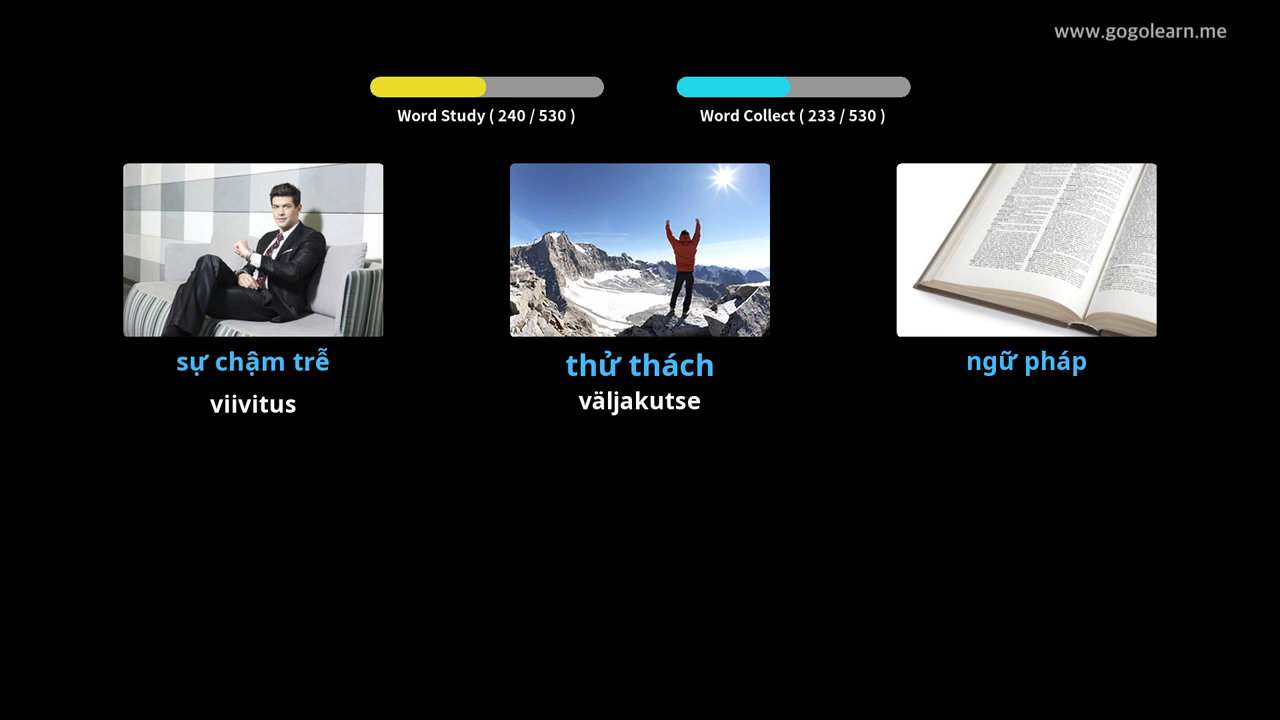 www.gogolearn.me
Word Study ( 240 / 530 )
Word Collect ( 233 / 530 )
sự chậm trễ
viivitus
thử thách
väljakutse
ngữ pháp